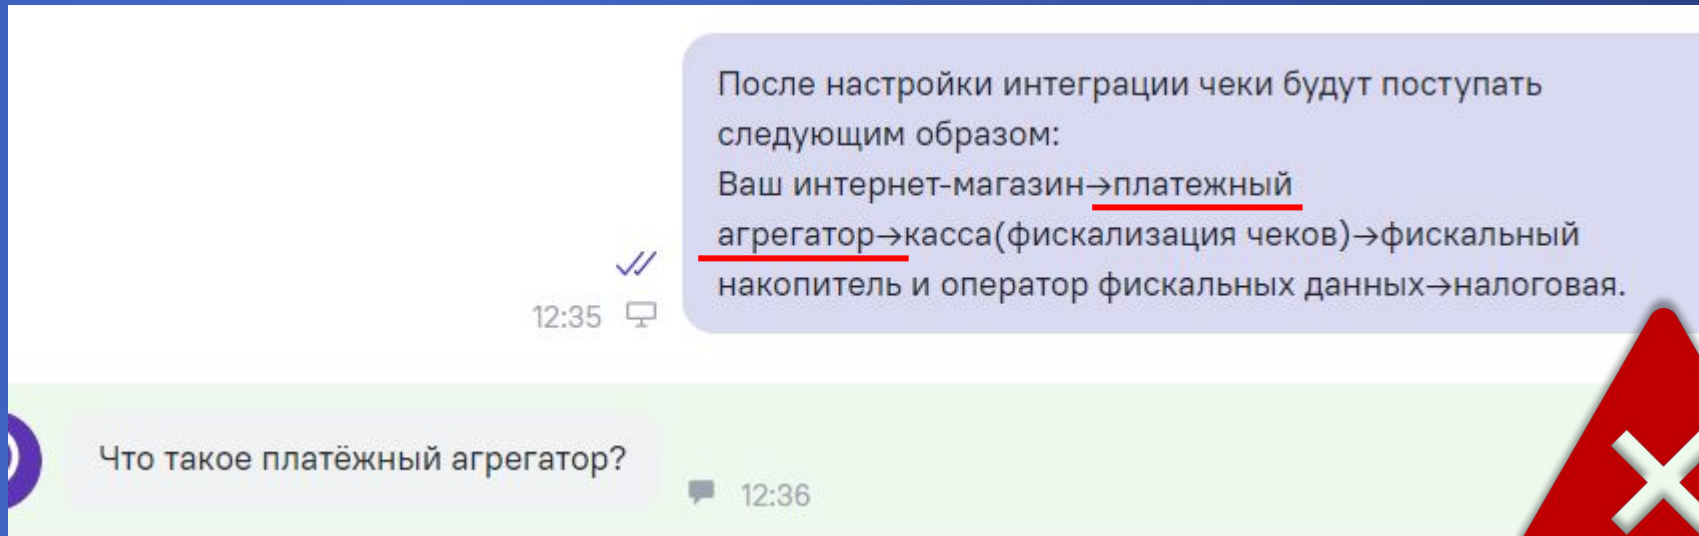 После настройки интеграции чеки будут поступать
следующим образом:
Ваш интернет-магазин→платежный
агрегатор→касса(фискализация чеков)→фискальный
накопитель и оператор фискальных данных→налоговая.
12:35
Что такое платёжный агрегатор?
12:36